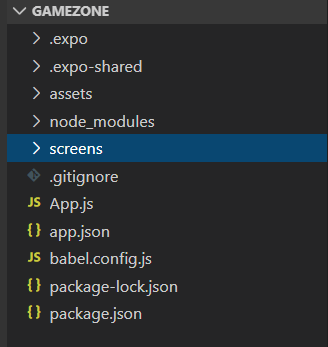 GAMEZONE
.expo
.expo-shared
assets
node_modules
screens
.gitignore
JS App.js
{} app.json
JS babel.config.js
{} package-lock.json
{} package.json